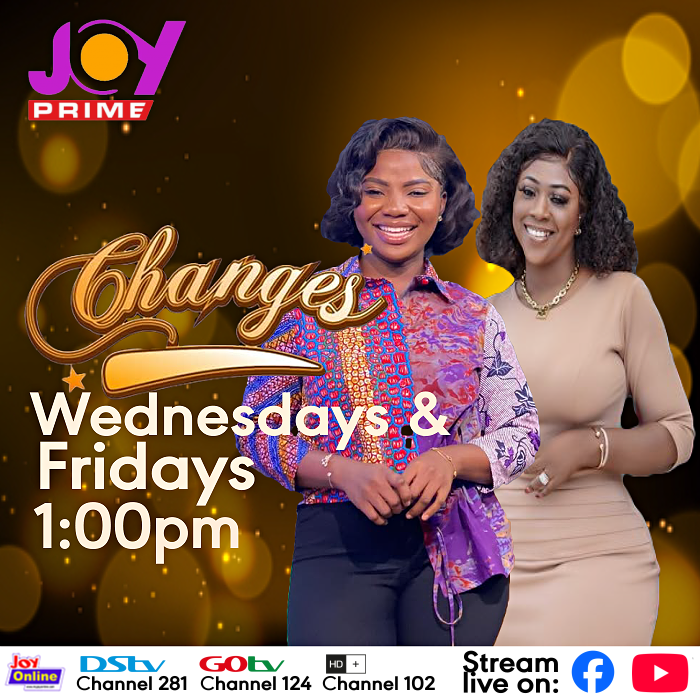 JOY
PRIME
Changes
Wednesdays &
Fridays
1:00pm
Joy
Online
DStv
Channel 281
GOtv
Channel 124
HD +
Channel 102
Stream
live on: